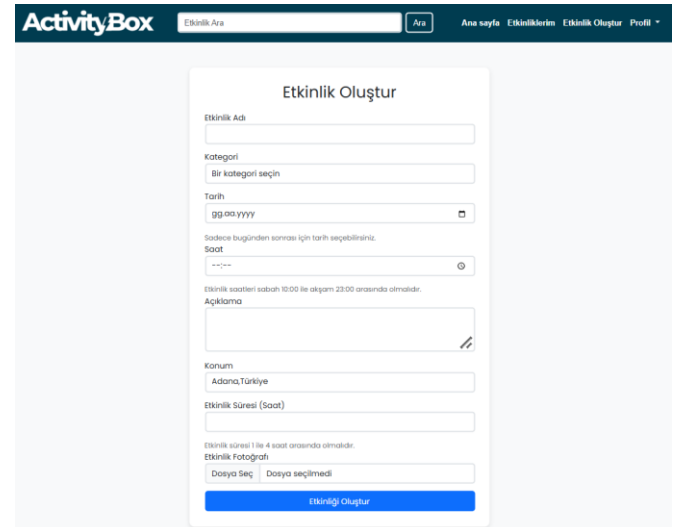 ActivityBox
Etkinlik Ara
Ara
Ana sayfa Etkinliklerim Etkinlik Oluştur Profil
Etkinlik Oluştur
Etkinlik Adı
Kategori
Bir kategori seçin
Tarih
gg.aa.yyyy
Sadece bugünden sonrası için tarih seçebilirsiniz.
Saat
--:--
Etkinlik saatleri sabah 10:00 ile akşam 23:00 arasında olmalıdır.
Açıklama
Konum
Adana,Türkiye
Etkinlik Süresi (Saat)
Etkinlik süresi 1 ile 4 saat arasında olmalıdır.
Etkinlik Fotoğrafı
Dosya Seç Dosya seçilmedi
Etkinliği Oluştur